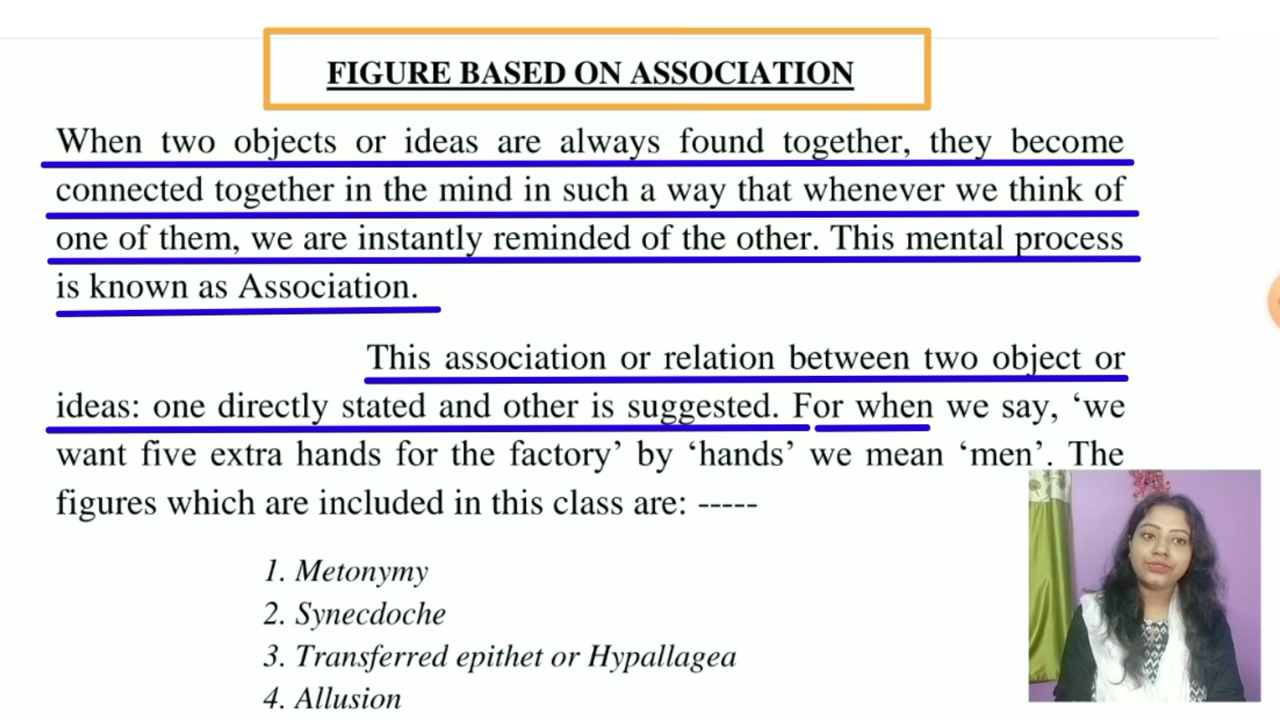 FIGURE BASED ON ASSOCIATION
When two objects or ideas are always found together, they become
connected together in the mind in such a way that whenever we think of
one of them, we are instantly reminded of the other. This mental process
is known as Association.
This association or relation between two object or
ideas: one directly stated and other is suggested. For when we say, ‘we
want five extra hands for the factory’ by ‘hands’ we mean ‘men’. The
figures which are included in this class are: -----
1. Metonymy
2. Synecdoche
3. Transferred epithet or Hypallagea
4. Allusion